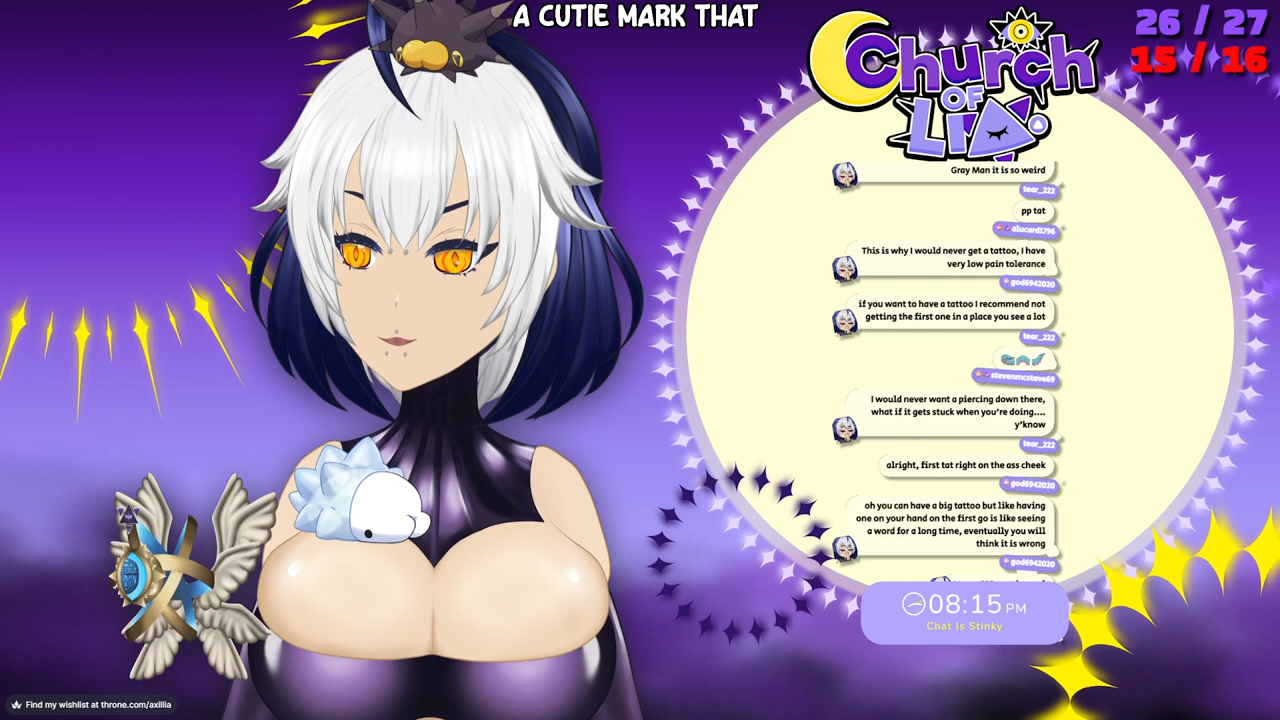 A CUTIE MARK THAT
26 / 27
15 / 16
Church
OF
LIA
Gray Man it is so weird
tear_222
pp tat
alucard1796
This is why I would never get a tattoo, I have
very low pain tolerance
god6942020
if you want to have a tattoo I recommend not
getting the first one in a place you see a lot
tear_222
stevenmcsteve69
I would never want a piercing down there,
what if it gets stuck when you're doing....
y'know
tear_222
alright, first tat right on the ass cheek
god6942020
oh you can have a big tattoo but like having
one on your hand on the first go is like seeing
a word for a long time, eventually you will
think it is wrong
god6942020
08:15 PM
Chat Is Stinky
Find my wishlist at throne.com/axillia